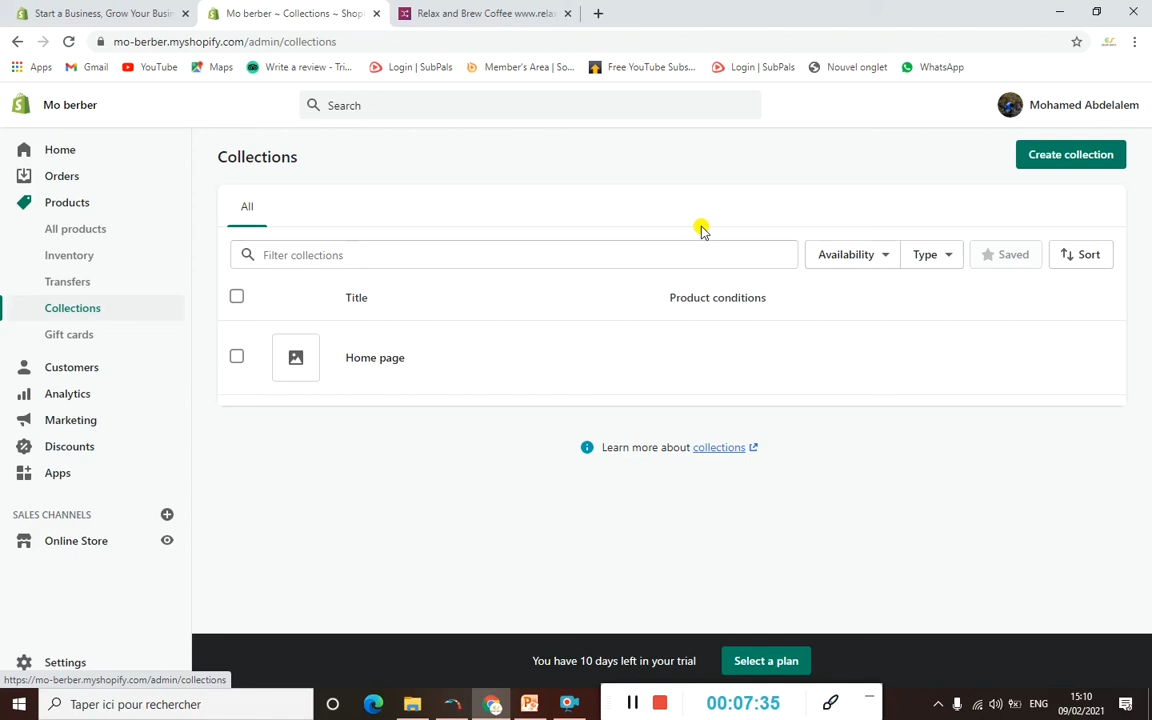 Start a Business, Grow Your Busin
Mo berber ~ Collections ~ Shop
Relax and Brew Coffee www.rela
mo-berber.myshopify.com/admin/collections
Apps
Gmail
YouTube
Maps
Write a review - Tri...
Login | SubPals
Member's Area | So...
Free YouTube Subs...
Login | SubPals
Nouvel onglet
WhatsApp
Mo berber
Search
Mohamed Abdelalem
Home
Orders
Products
All products
Inventory
Transfers
Collections
Gift cards
Customers
Analytics
Marketing
Discounts
Apps
SALES CHANNELS
Online Store
Settings
Collections
Create collection
All
Filter collections
Availability
Type
Saved
Sort
Title
Product conditions
Home page
Learn more about collections
You have 10 days left in your trial
Select a plan
https://mo-berber.myshopify.com/admin/collections
Taper ici pour rechercher
00:07:35
ENG
15:10
09/02/2021